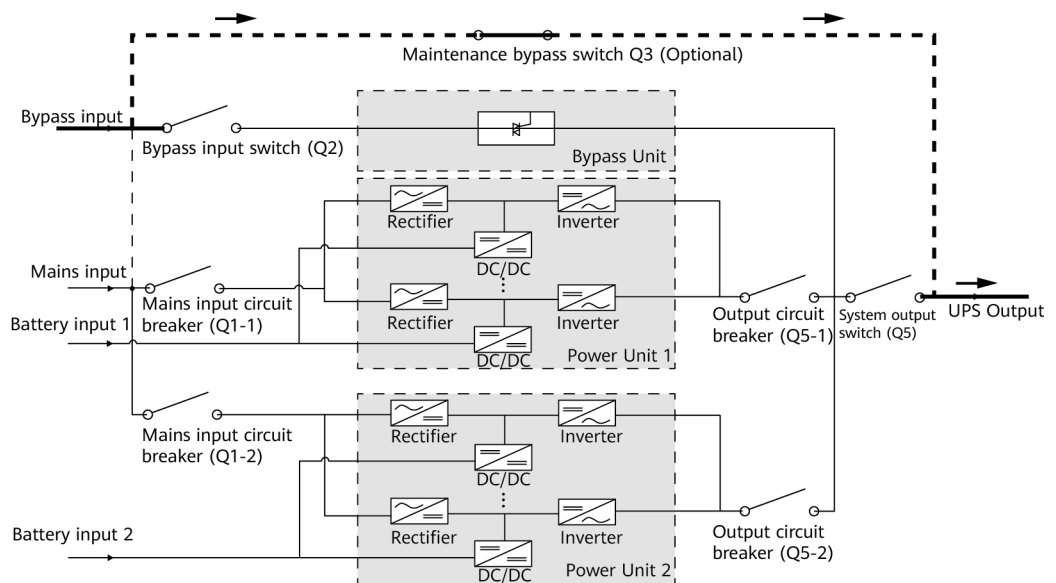 Maintenance bypass switch Q3 (Optional)
Bypass input
Bypass input switch (Q2)
Bypass Unit
Rectifier
Inverter
DC/DC
Mains input
Mains input circuit
breaker (Q1-1)
Rectifier
Inverter
Output circuit
breaker (Q5-1)
System output
switch (Q5)
UPS Output
Battery input 1
DC/DC
Power Unit 1
Mains input circuit
breaker (Q1-2)
Rectifier
Inverter
DC/DC
Rectifier
Inverter
Output circuit
breaker (Q5-2)
Battery input 2
DC/DC
Power Unit 2